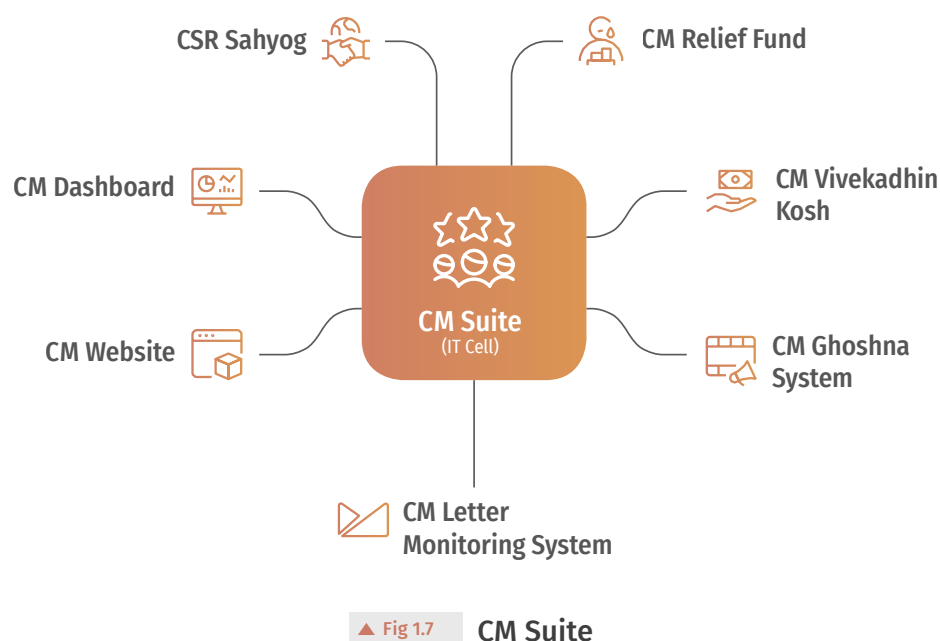 CSR Sahyog
CM Relief Fund
CM Dashboard
CM Vivekadhin
Kosh
CM Suite
(IT Cell)
CM Website
CM Ghoshna
System
CM Letter
Monitoring System
▲ Fig 1.7 CM Suite